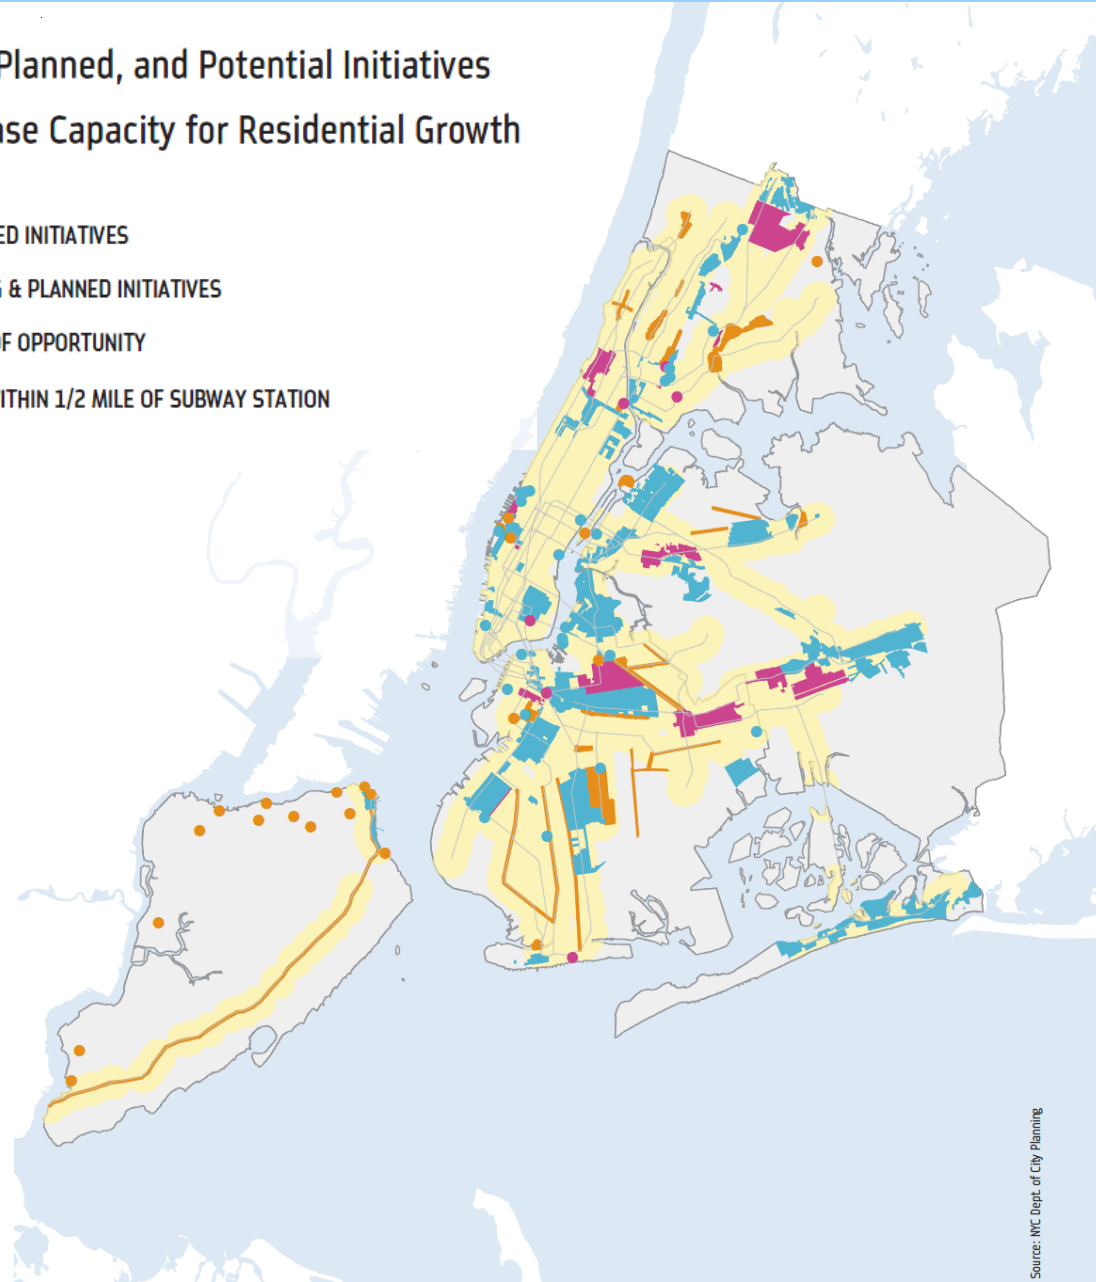 Planned, and Potential Initiatives
ase Capacity for Residential Growth
ED INITIATIVES
& PLANNED INITIATIVES
OF OPPORTUNITY
ITHIN 1/2 MILE OF SUBWAY STATION
Source: NYC Dept. of City Planning